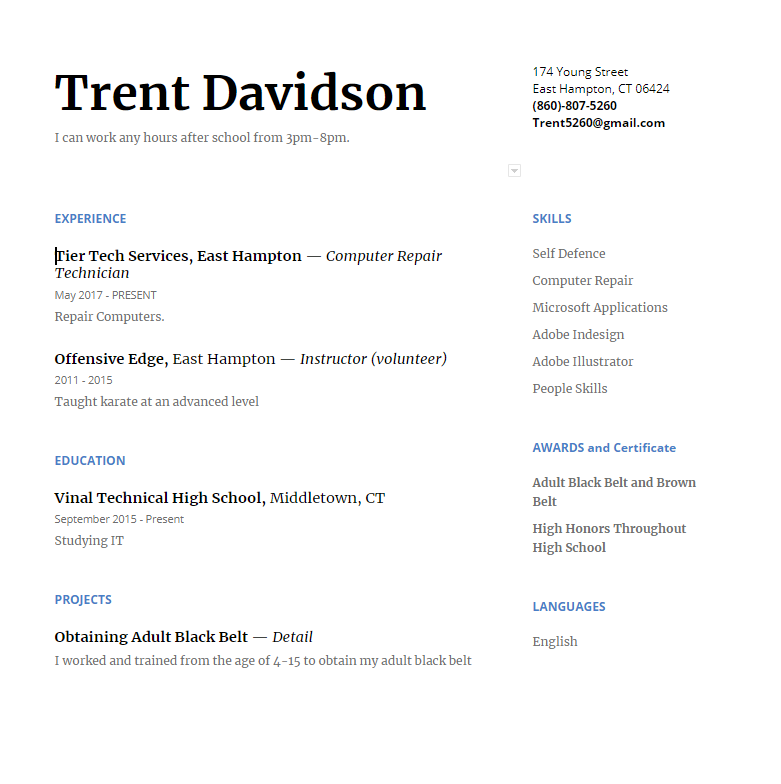 Trent Davidson
I can work any hours after school from 3pm-8pm.
174 Young Street
East Hampton, CT 06424
(860)-807-5260
Trent5260@gmail.com
EXPERIENCE
Tier Tech Services, East Hampton — Computer Repair
Technician
May 2017 - PRESENT
Repair Computers.
Offensive Edge, East Hampton — Instructor (volunteer)
2011 - 2015
Taught karate at an advanced level
EDUCATION
Vinal Technical High School, Middletown, CT
September 2015 - Present
Studying IT
PROJECTS
Obtaining Adult Black Belt — Detail
I worked and trained from the age of 4-15 to obtain my adult black belt
SKILLS
Self Defence
Computer Repair
Microsoft Applications
Adobe Indesign
Adobe Illustrator
People Skills
AWARDS and Certificate
Adult Black Belt and Brown
Belt
High Honors Throughout
High School
LANGUAGES
English